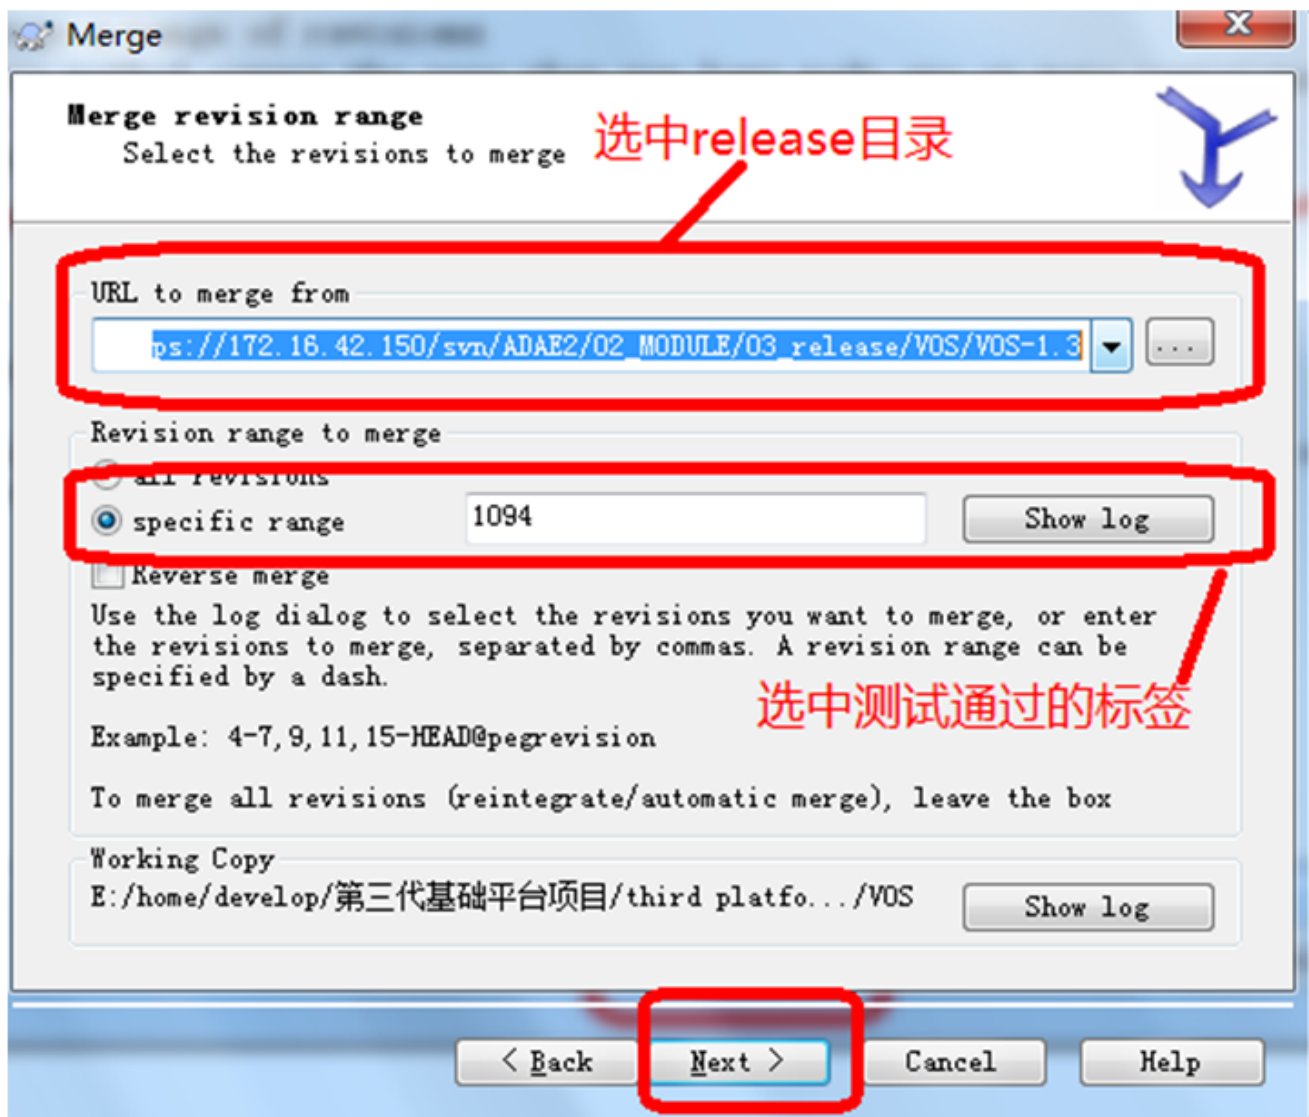 Merge
Merge revision range
Select the revisions to merge
选中release目录
URL to merge from
ps://172.16.42.150/svn/ADAE2/02_MODULE/03_release/VOS/VOS-1.3
...
Revision range to merge
all revisions
specific range
1094
Show log
Reverse merge
Use the log dialog to select the revisions you want to merge, or enter
the revisions to merge, separated by commas. A revision range can be
specified by a dash.
选中测试通过的标签
Example: 4-7,9,11,15-HEAD@pegrevision
To merge all revisions (reintegrate/automatic merge), leave the box
Working Copy
E:/home/develop/第三代基础平台项目/third platfo.../VOS
Show log
< Back
Next >
Cancel
Help